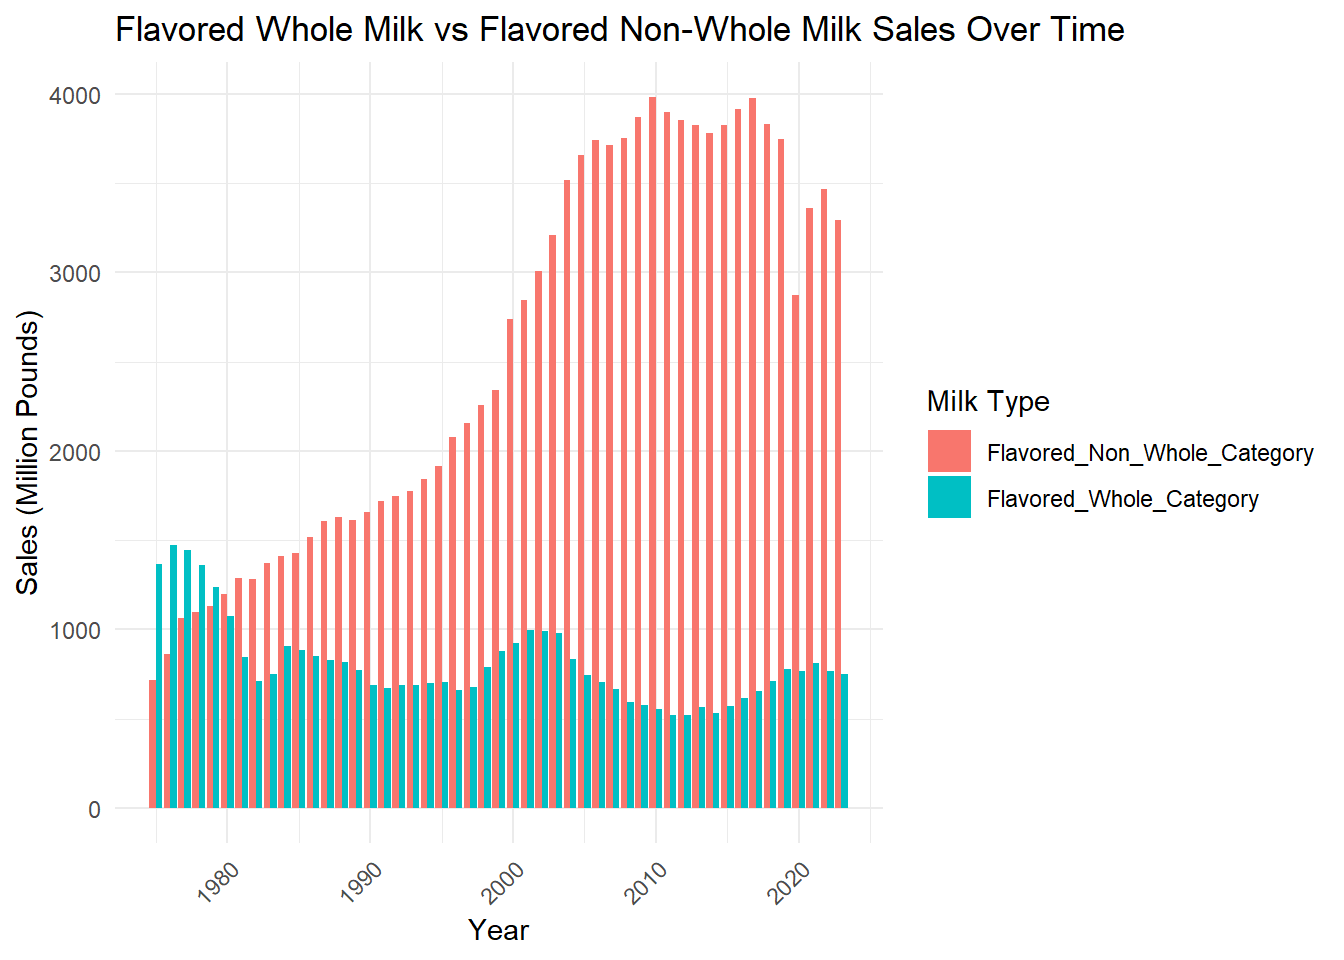 Flavored Whole Milk vs Flavored Non-Whole Milk Sales Over Time
4000
3000
2000
1000
0
Sales (Million Pounds)
1980
1990
2000
2010
2020
Year
Milk Type
Flavored_Non_Whole_Category
Flavored_Whole_Category